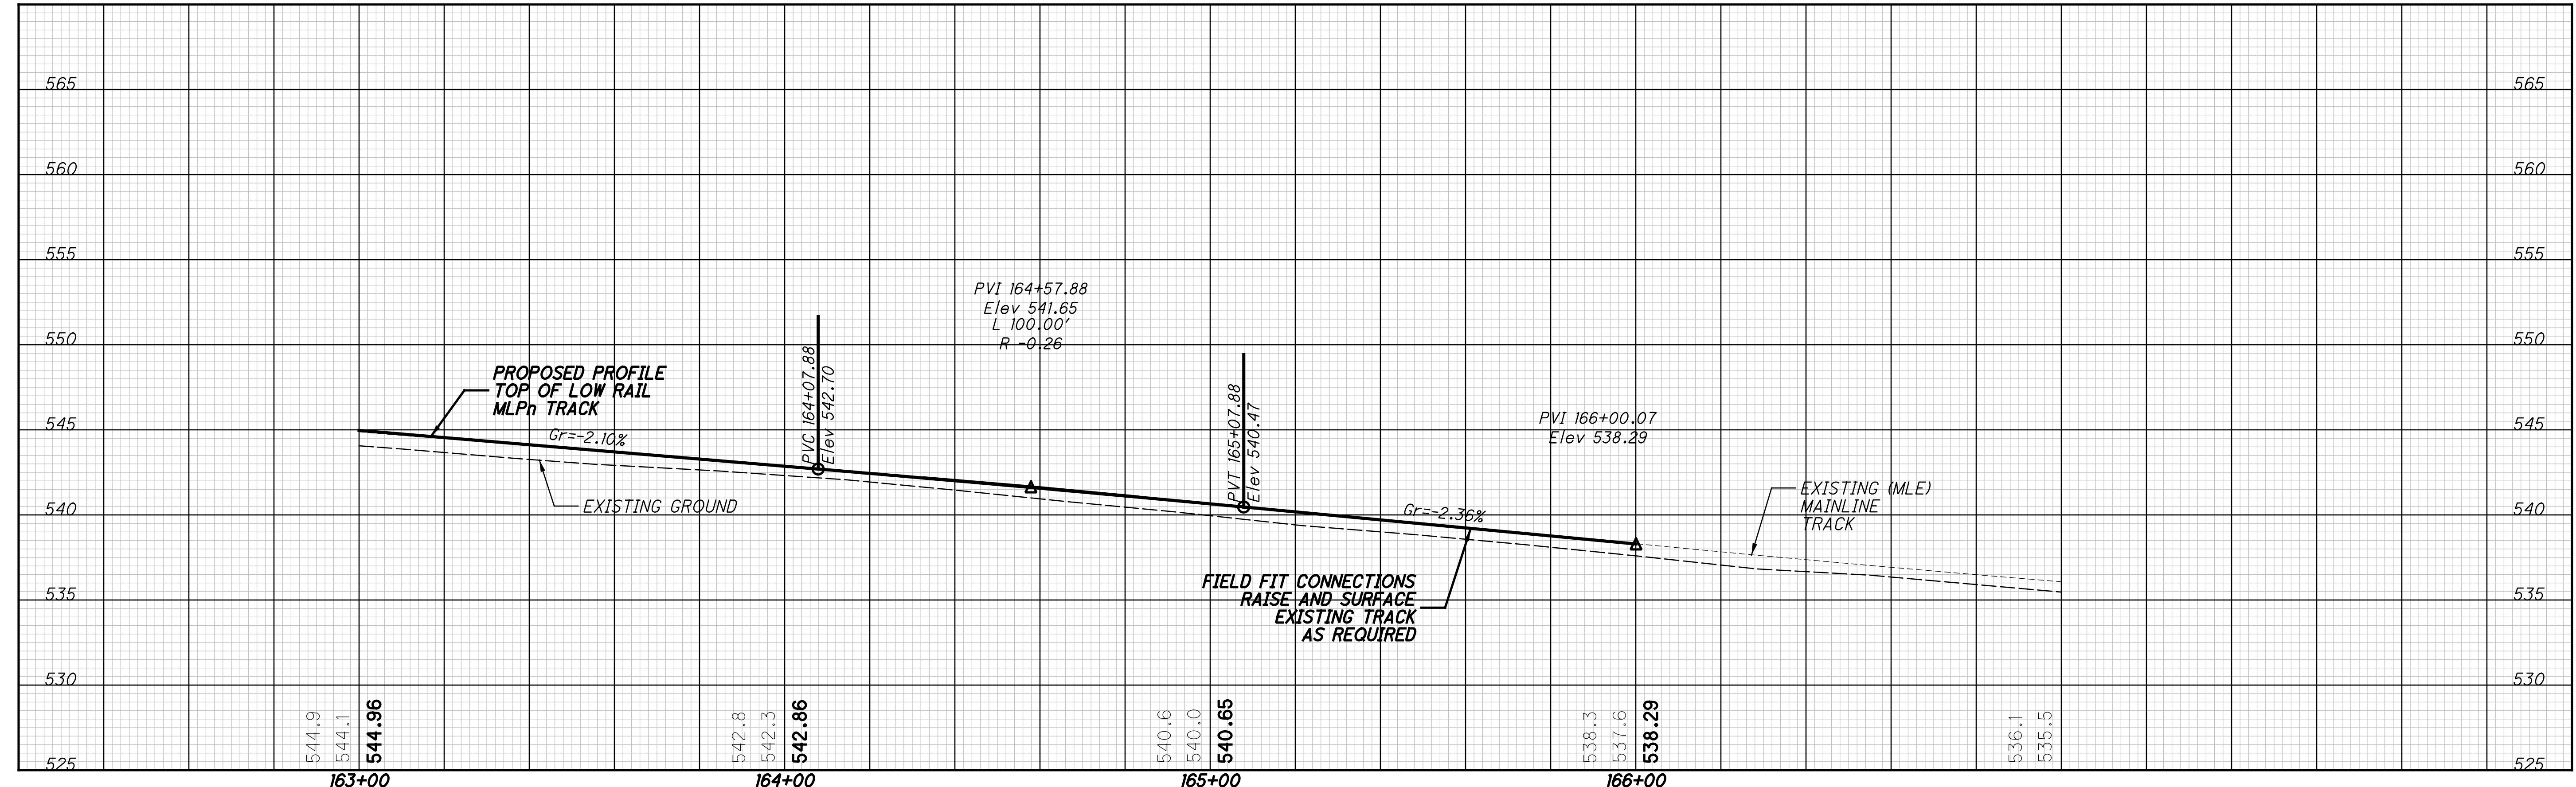 565
565
560
560
555
555
PVI 164+57.88
Elev 541.65
L 100.00'
R -0.26
550
550
PROPOSED PROFILE
TOP OF LOW RAIL
MLPn TRACK
PVC 164+07.88
Elev 542.70
PVT 165+07.88
Elev 540.47
PVI 166+00.07
Elev 538.29
545
545
Gr=-2.10%
EXISTING GROUND
EXISTING (MLE)
MAINLINE
TRACK
540
540
Gr=-2.36%
FIELD FIT CONNECTIONS
RAISE AND SURFACE
EXISTING TRACK
AS REQUIRED
535
535
530
530
544.9
544.1
544.96
542.8
542.3
542.86
540.6
540.0
540.65
538.3
537.6
538.29
536.1
535.5
525
525
163+00
164+00
165+00
166+00